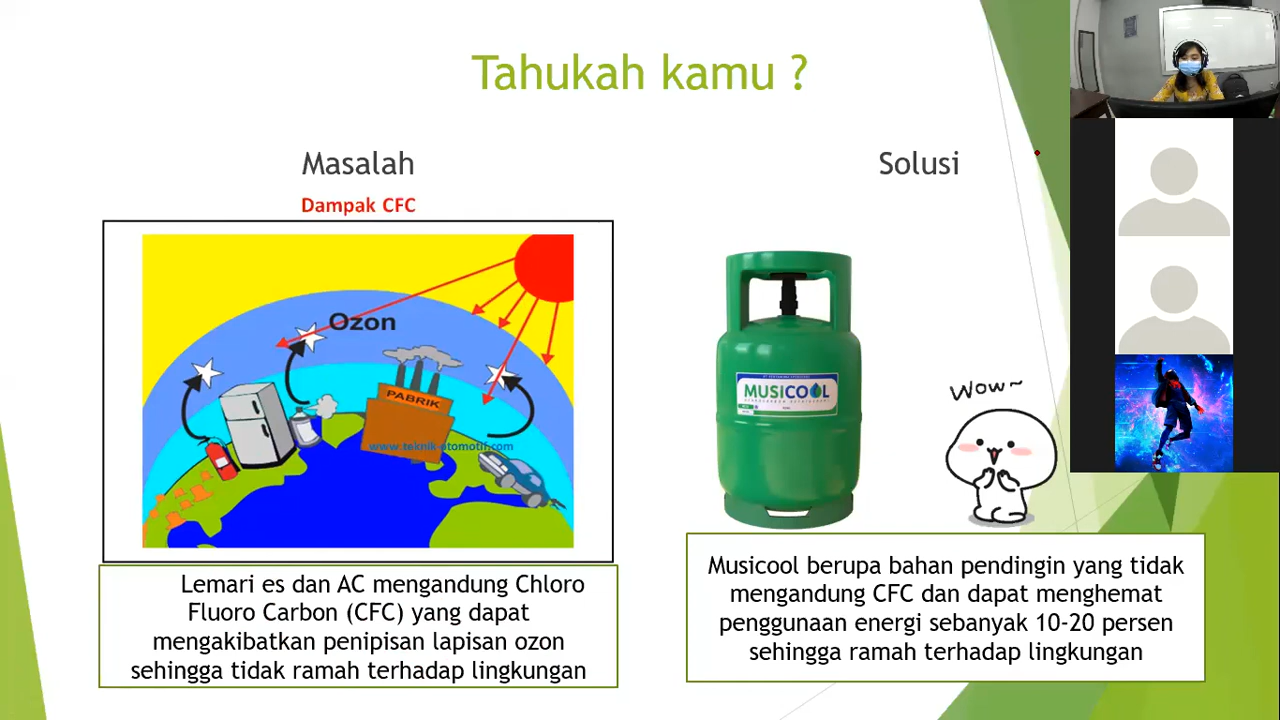 Tahukah kamu ?
Masalah
Dampak CFC
Ozon
PABRIK
www.teknik-otomotif.com
Lemari es dan AC mengandung Chloro
Fluoro Carbon (CFC) yang dapat
mengakibatkan penipisan lapisan ozon
sehingga tidak ramah terhadap lingkungan
Solusi
MUSICOOL
Wow~
Musicool berupa bahan pendingin yang tidak
mengandung CFC dan dapat menghemat
penggunaan energi sebanyak 10-20 persen
sehingga ramah terhadap lingkungan